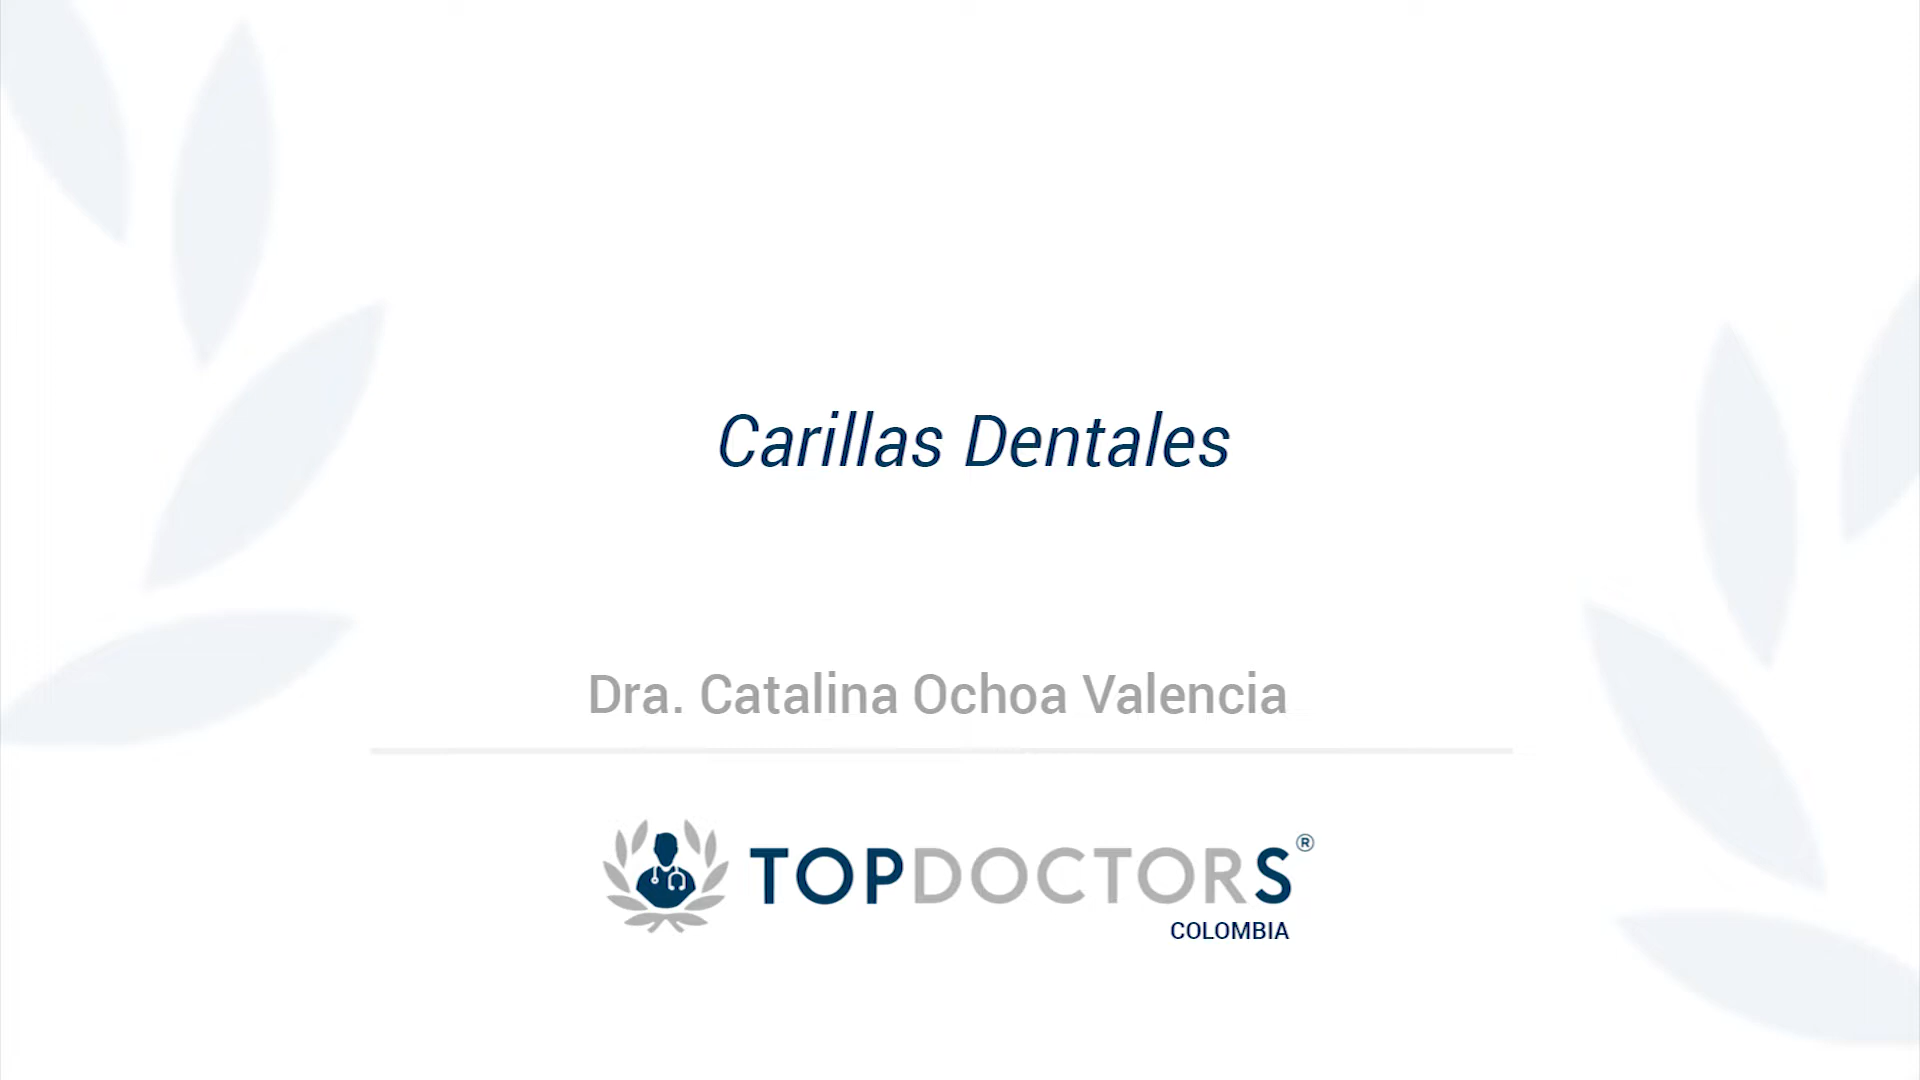 Carillas Dentales
Dra. Catalina Ochoa Valencia
TOPDOCTORS®
COLOMBIA